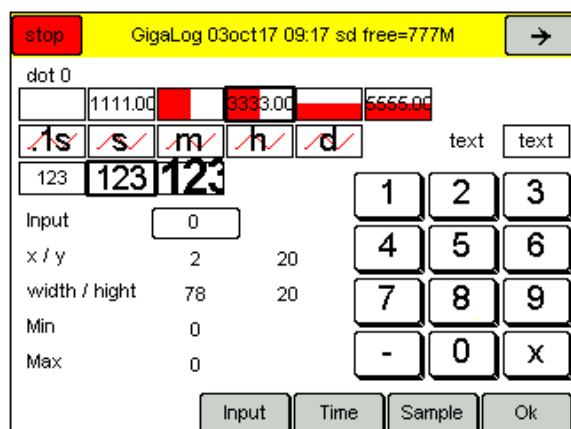 stop GigaLog 03oct17 09:17 sd free=777M →
dot 0
1111.00 3333.00 5555.00
.1s s m h d text text
123 123 123
1 2 3
Input 0
4 5 6
x / y 2 20
width / hight 78 20
7 8 9
Min 0
- 0 X
Max 0
Input Time Sample Ok